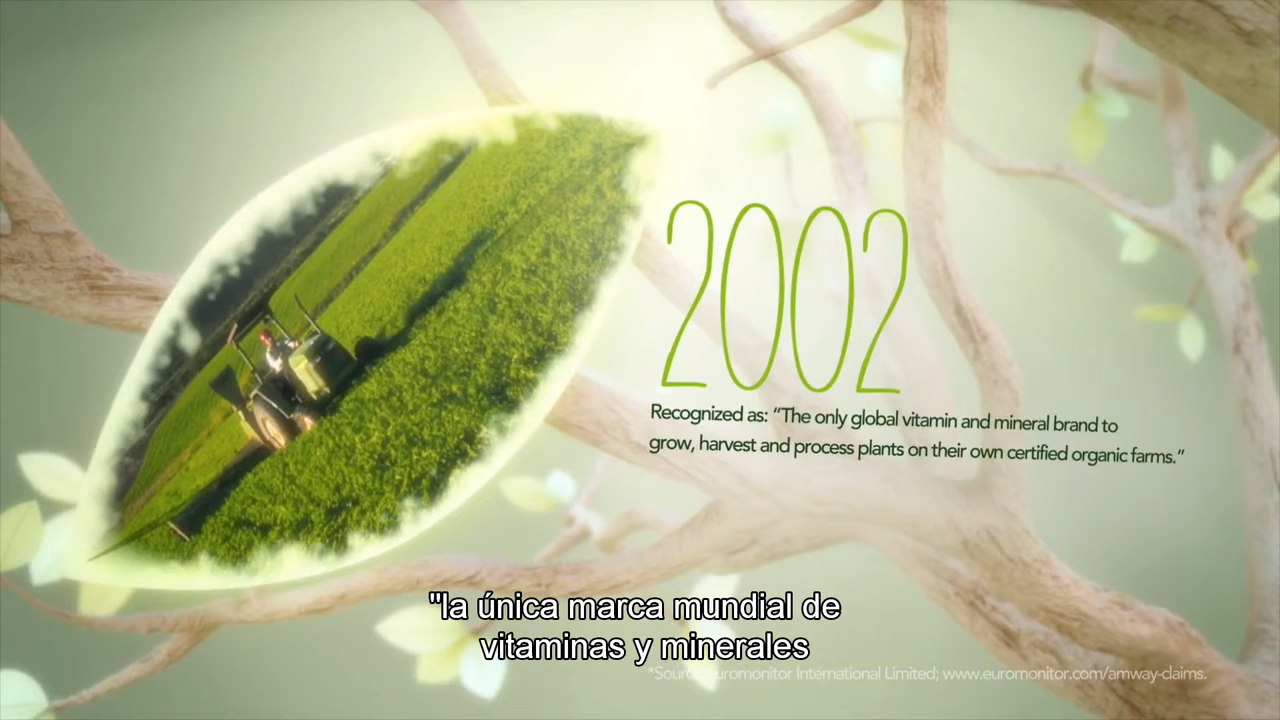 2002
Recognized as: “The only global vitamin and mineral brand to
grow, harvest and process plants on their own certified organic farms.”
"la única marca mundial de
vitaminas y minerales
Euromonitor International Limited; www.euromonitor.com/amway-claims.